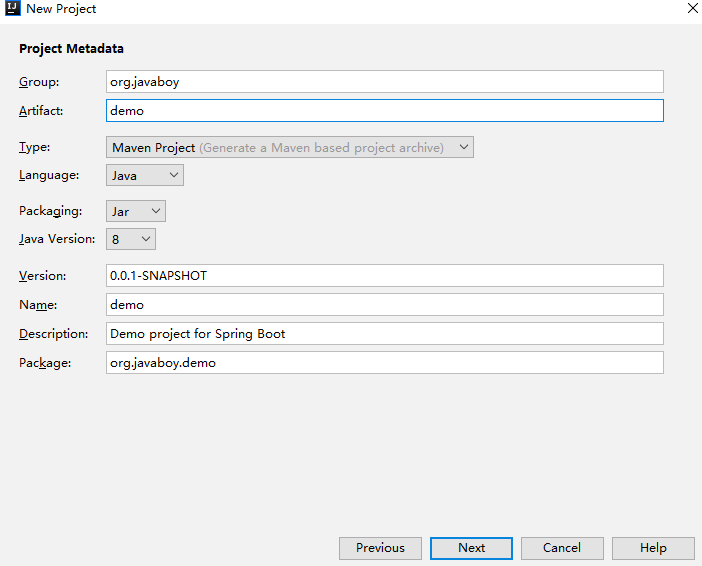 IJ New Project
Project Metadata
Group: org.javaboy
Artifact: demo
Type: Maven Project (Generate a Maven based project archive)
Language: Java
Packaging: Jar
Java Version: 8
Version: 0.0.1-SNAPSHOT
Name: demo
Description: Demo project for Spring Boot
Package: org.javaboy.demo
Previous Next Cancel Help